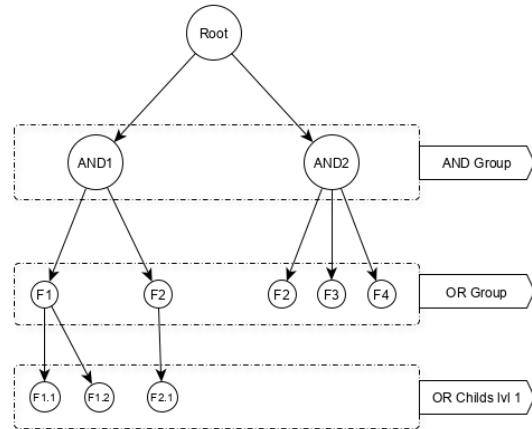 Root
AND1
AND2
AND Group
F1
F2
F2
F3
F4
OR Group
F1.1
F1.2
F2.1
OR Childs lvl 1